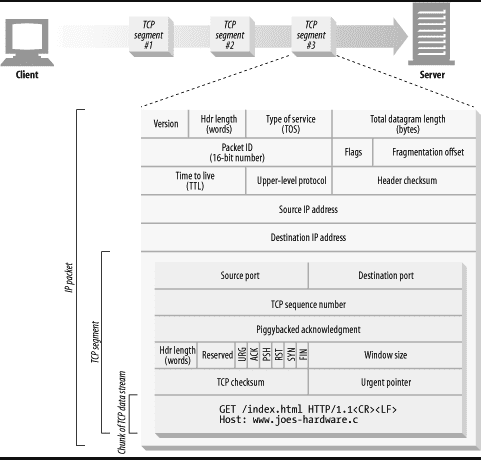 TCP
segment
#1
TCP
segment
#2
TCP
segment
#3
Client
Server
Version
Hdr length
(words)
Type of service
(TOS)
Total datagram length
(bytes)
Packet ID
(16-bit number)
Flags
Fragmentation offset
Time to live
(TTL)
Upper-level protocol
Header checksum
Source IP address
Destination IP address
IP packet
TCP segment
Chunk of TCP data stream
Source port
Destination port
TCP sequence number
Piggybacked acknowledgment
Hdr length
(words)
Reserved
URG
ACK
PSH
RST
SYN
FIN
Window size
TCP checksum
Urgent pointer
GET /index.html HTTP/1.1<CR><LF>
Host: www.joes-hardware.c